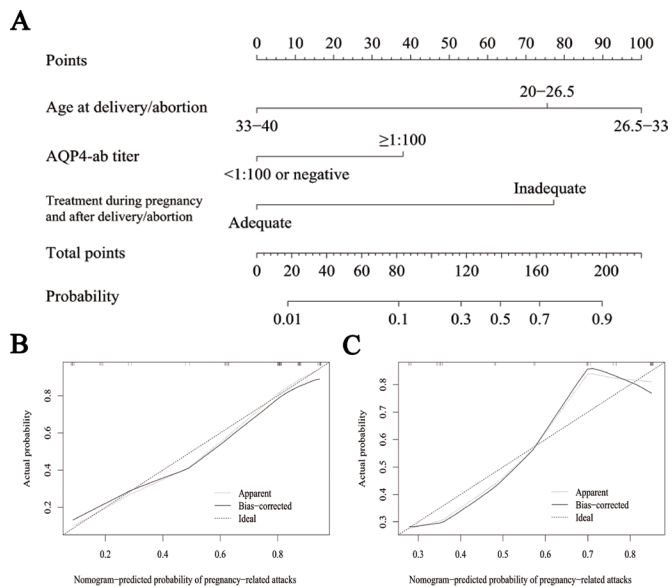 A
Points
0 10 20 30 40 50 60 70 80 90 100
Age at delivery/abortion
20−26.5
33−40
26.5−33
AQP4-ab titer
≥1:100
<1:100 or negative
Treatment during pregnancy
and after delivery/abortion
Inadequate
Adequate
Total points
0 20 40 60 80 120 160 200
Probability
0.01 0.1 0.3 0.5 0.7 0.9
B
Actual probability
0.8
0.6
0.4
0.2
Apparent
Bias−corrected
Ideal
0.2 0.4 0.6 0.8
Nomogram−predicted probability of pregnancy−related attacks
C
Actual probability
0.8
0.7
0.6
0.5
0.4
0.3
Apparent
Bias−corrected
Ideal
0.3 0.4 0.5 0.6 0.7 0.8
Nomogram−predicted probability of pregnancy−related attacks